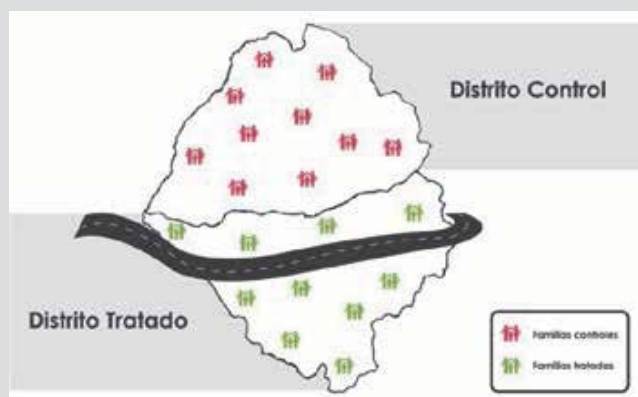 Distrito Control
Distrito Tratado
Familias controles
Familias tratadas